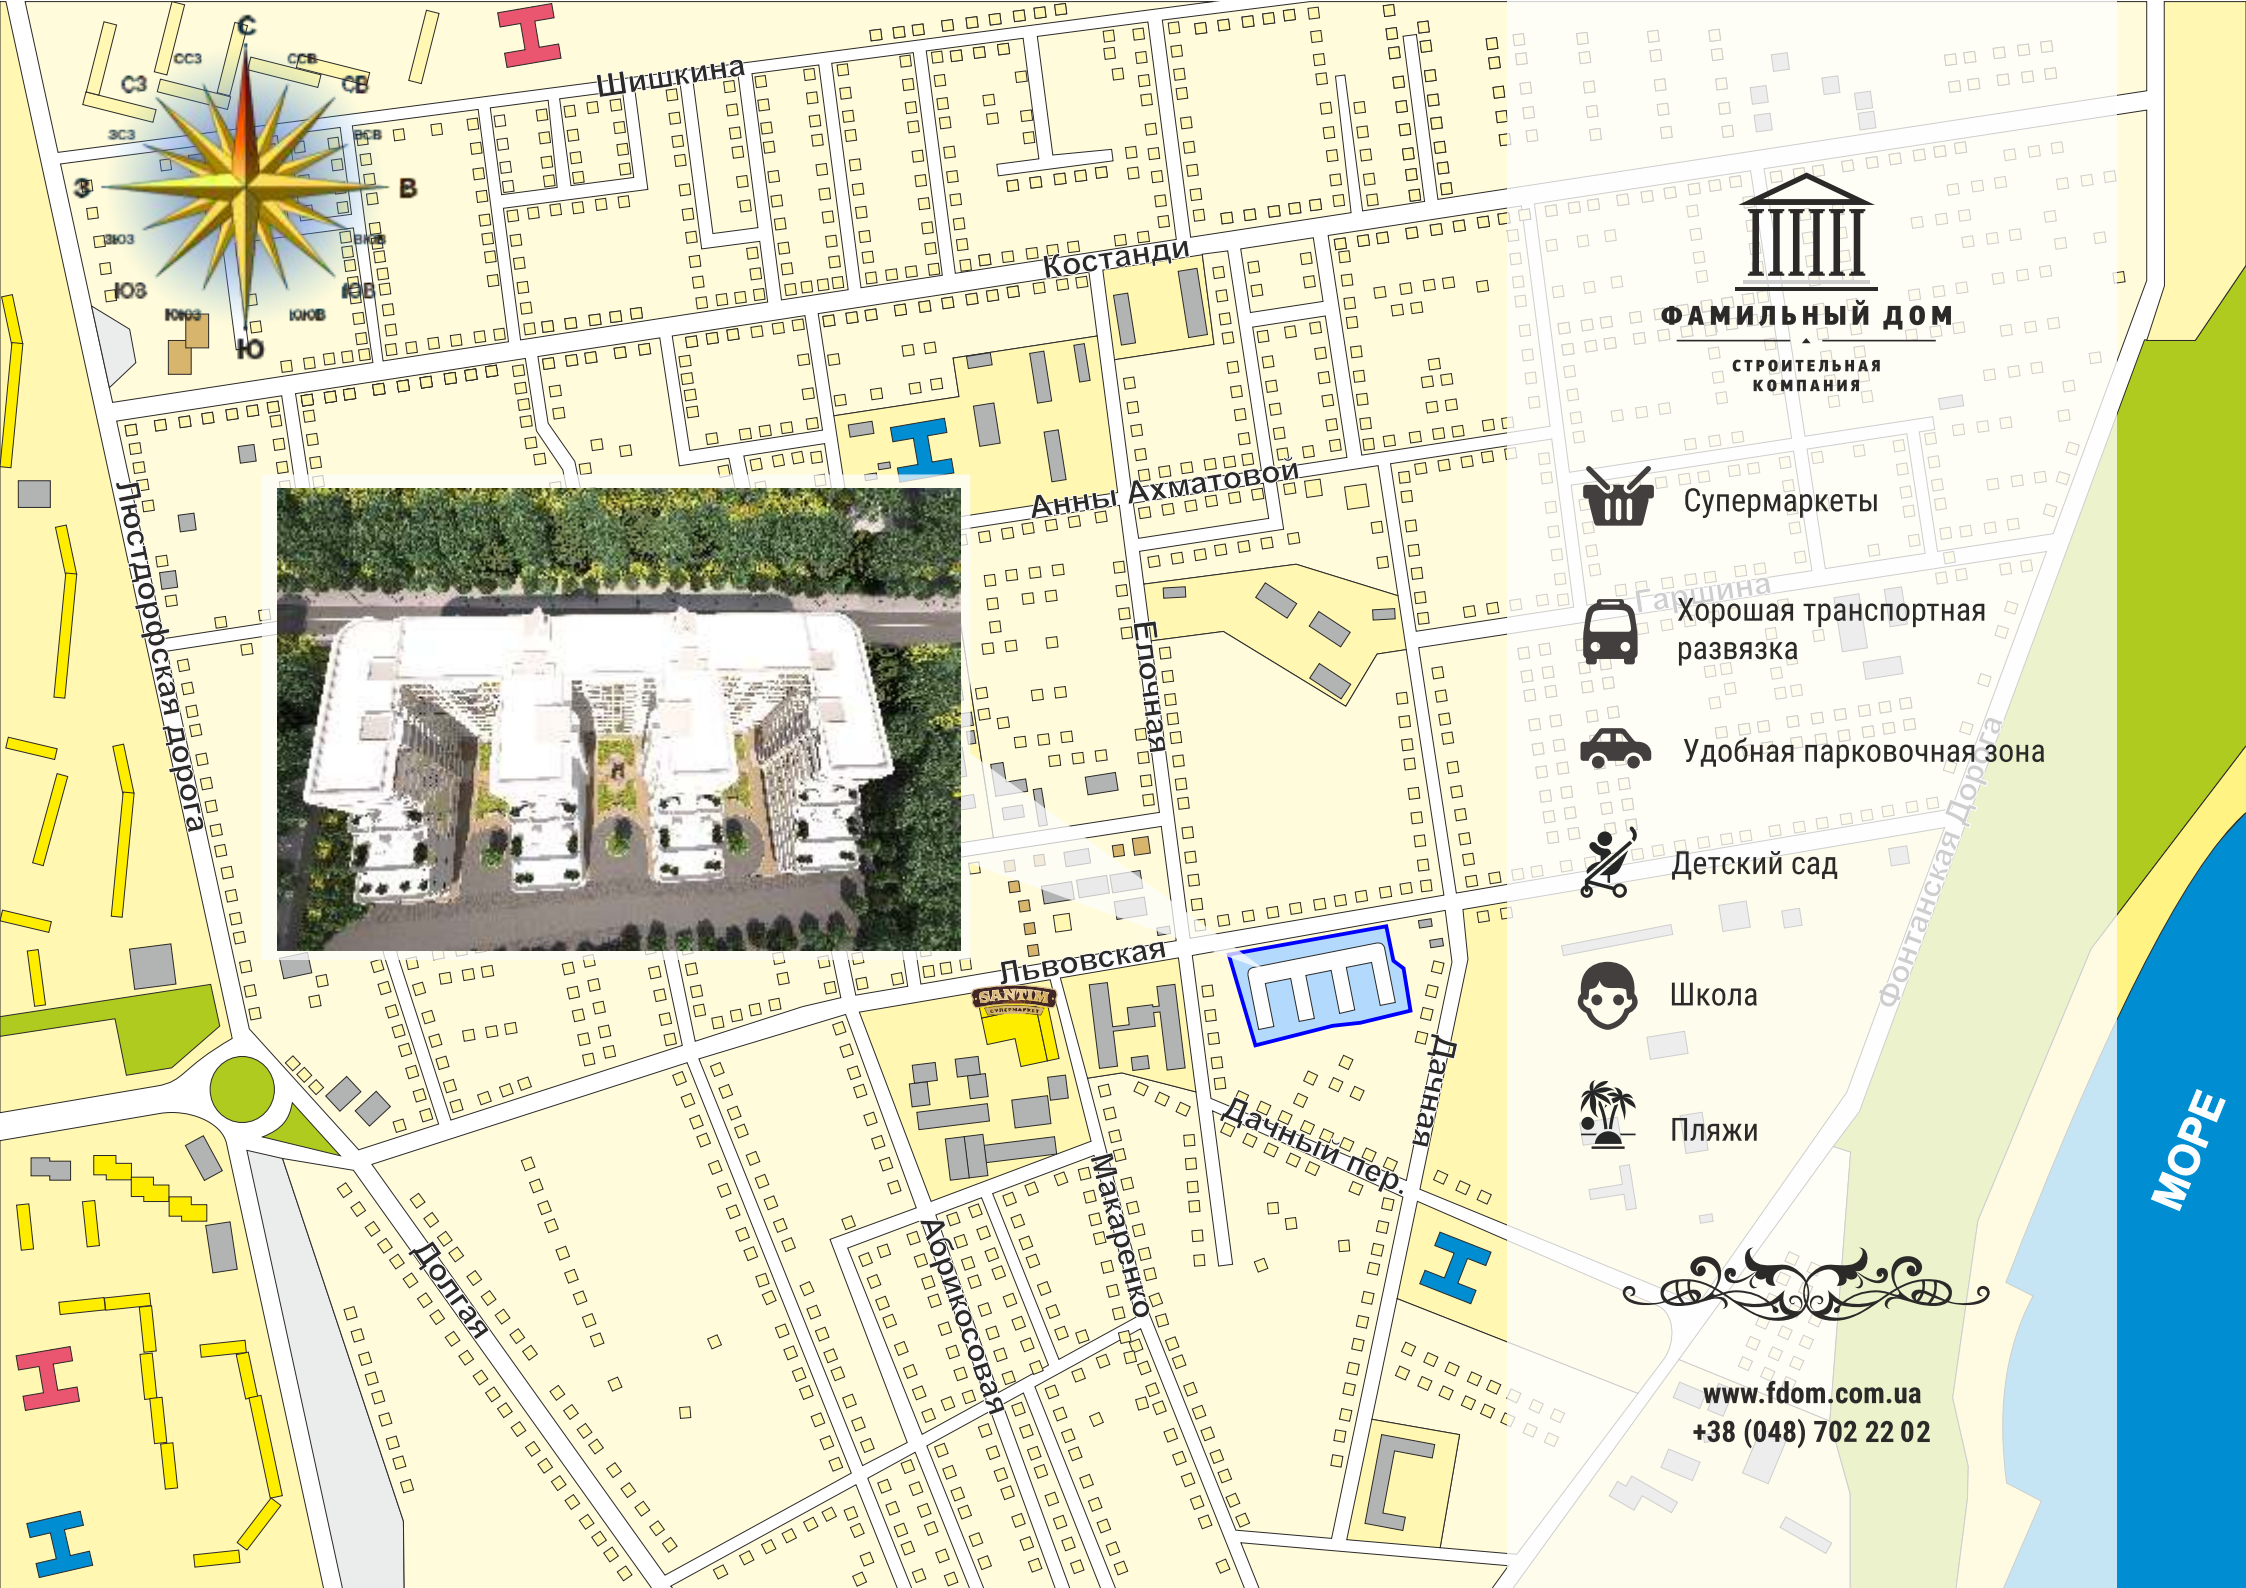 С
ССЗ
ССВ
СЗ
СВ
ЗСЗ
ВСВ
З
В
ЗЮЗ
ВЮВ
ЮЗ
ЮВ
ЮЮЗ
ЮЮВ
Ю
Шишкина
Костанди
Анны Ахматовой
Люстдорфская дорога
Елочная
Гаршина
Фонтанская Дорога
Львовская
SANTIM
СУПЕРМАРКЕТ
Дачная
Дачный пер.
Макаренко
Абрикосовая
Долгая
МОРЕ
ФАМИЛЬНЫЙ ДОМ
СТРОИТЕЛЬНАЯ
КОМПАНИЯ
Супермаркеты
Хорошая транспортная
развязка
Удобная парковочная зона
Детский сад
Школа
Пляжи
www.fdom.com.ua
+38 (048) 702 22 02